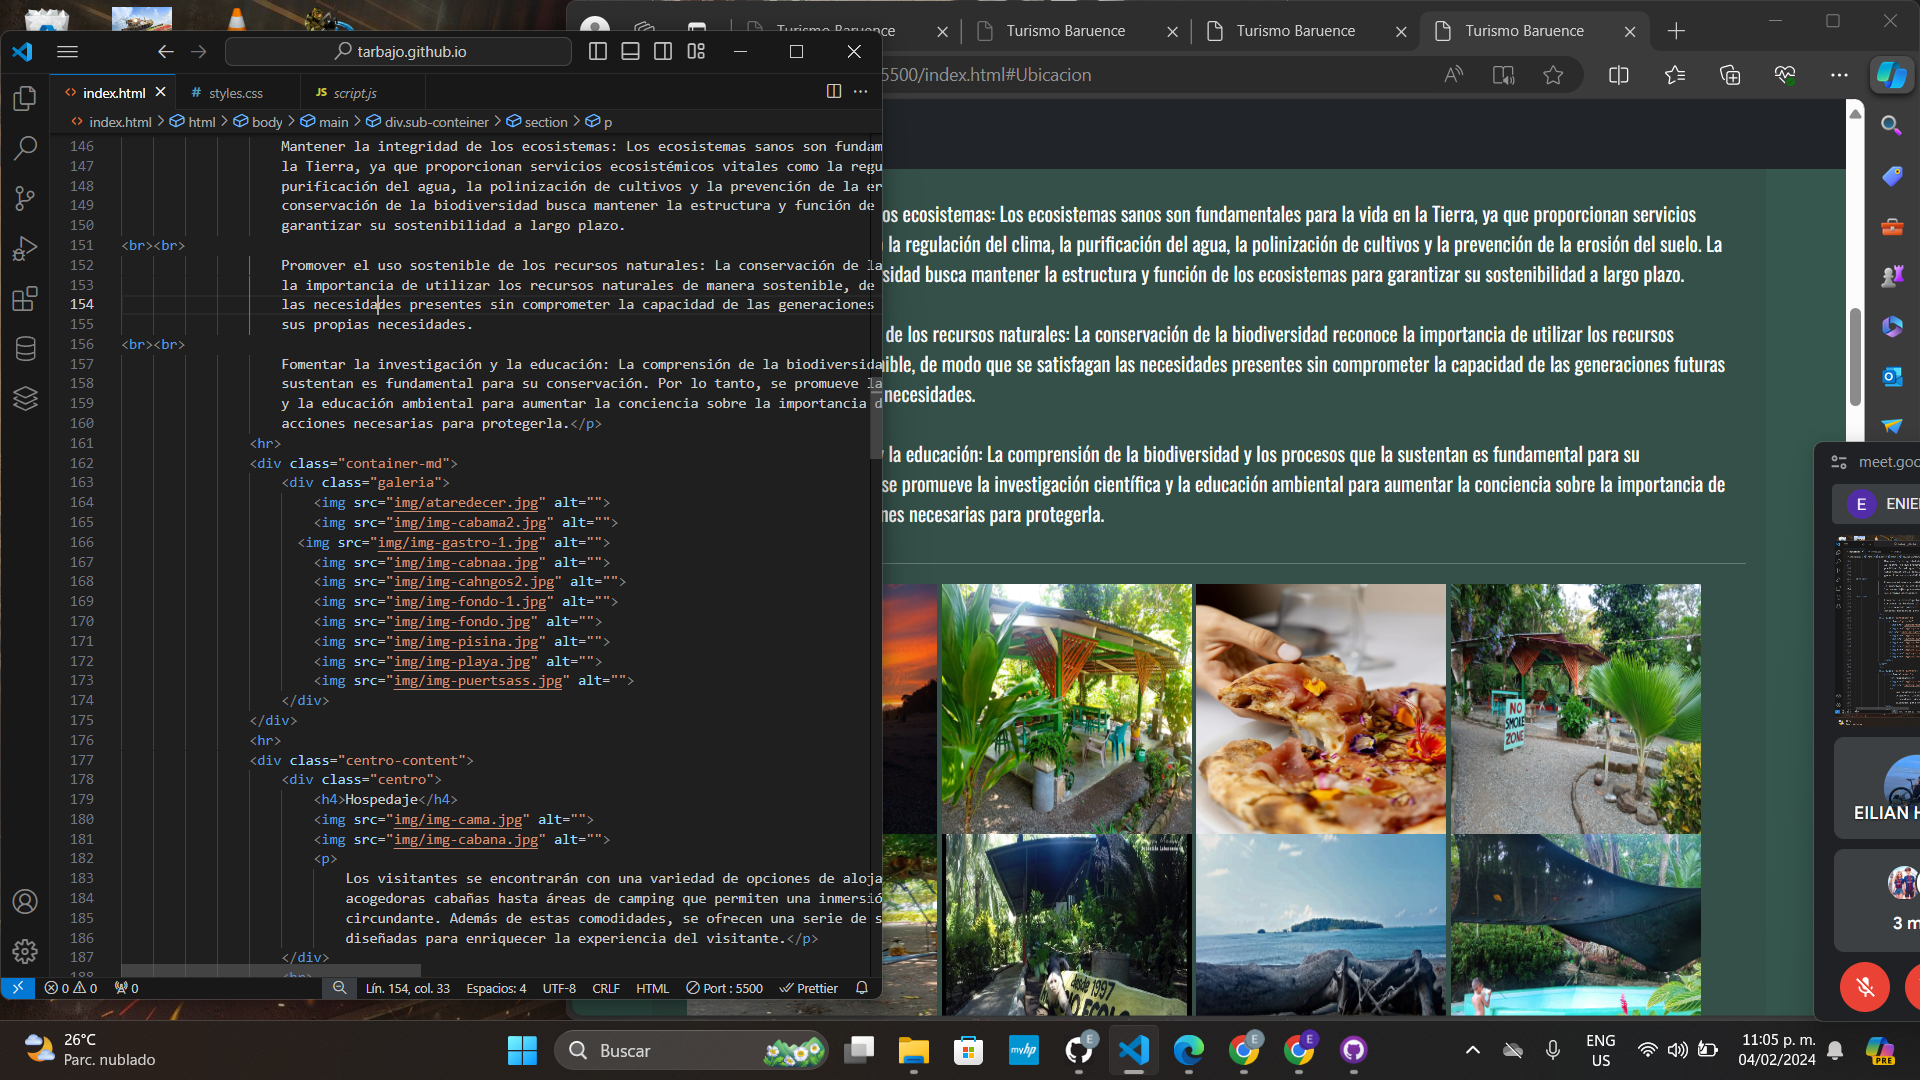 Turismo Baruence
Turismo Baruence
Turismo Baruence
Turismo Baruence
tarbajo.github.io
5500/index.html#Ubicacion
index.html
# styles.css
JS script.js
index.html > html > body > main > div.sub-conteiner > section > p
146 Mantener la integridad de los ecosistemas: Los ecosistemas sanos son fundam
147 la Tierra, ya que proporcionan servicios ecosistémicos vitales como la regu
148 purificación del agua, la polinización de cultivos y la prevención de la er
149 conservación de la biodiversidad busca mantener la estructura y función de
150 garantizar su sostenibilidad a largo plazo.
151 <br><br>
152 Promover el uso sostenible de los recursos naturales: La conservación de la
153 la importancia de utilizar los recursos naturales de manera sostenible, de
154 las necesidades presentes sin comprometer la capacidad de las generaciones
155 sus propias necesidades.
156 <br><br>
157 Fomentar la investigación y la educación: La comprensión de la biodiversida
158 sustentan es fundamental para su conservación. Por lo tanto, se promueve la
159 y la educación ambiental para aumentar la conciencia sobre la importancia d
160 acciones necesarias para protegerla.</p>
161 <hr>
162 <div class="container-md">
163 <div class="galeria">
164 <img src="img/ataredecer.jpg" alt="">
165 <img src="img/img-cabama2.jpg" alt="">
166 <img src="img/img-gastro-1.jpg" alt="">
167 <img src="img/img-cabnaa.jpg" alt="">
168 <img src="img/img-cahngos2.jpg" alt="">
169 <img src="img/img-fondo-1.jpg" alt="">
170 <img src="img/img-fondo.jpg" alt="">
171 <img src="img/img-pisina.jpg" alt="">
172 <img src="img/img-playa.jpg" alt="">
173 <img src="img/img-puertsass.jpg" alt="">
174 </div>
175 </div>
176 <hr>
177 <div class="centro-content">
178 <div class="centro">
179 <h4>Hospedaje</h4>
180 <img src="img/img-cama.jpg" alt="">
181 <img src="img/img-cabana.jpg" alt="">
182 <p>
183 Los visitantes se encontrarán con una variedad de opciones de aloja
184 acogedoras cabañas hasta áreas de camping que permiten una inmersió
185 circundante. Además de estas comodidades, se ofrecen una serie de s
186 diseñadas para enriquecer la experiencia del visitante.</p>
187 </div>
188 <hr>
0 0 0
Lín. 154, col. 33
Espacios: 4
UTF-8
CRLF
HTML
Port : 5500
Prettier
os ecosistemas: Los ecosistemas sanos son fundamentales para la vida en la Tierra, ya que proporcionan servicios
la regulación del clima, la purificación del agua, la polinización de cultivos y la prevención de la erosión del suelo. La
sidad busca mantener la estructura y función de los ecosistemas para garantizar su sostenibilidad a largo plazo.
de los recursos naturales: La conservación de la biodiversidad reconoce la importancia de utilizar los recursos
ible, de modo que se satisfagan las necesidades presentes sin comprometer la capacidad de las generaciones futuras
necesidades.
la educación: La comprensión de la biodiversidad y los procesos que la sustentan es fundamental para su
se promueve la investigación científica y la educación ambiental para aumentar la conciencia sobre la importancia de
nes necesarias para protegerla.
NO
SMOKE
ZONE
desde 1997
meet.goo
E ENIE
EILIAN H
3 m
26°C
Parc. nublado
Buscar
myhp
E
E
E
ENG
US
11:05 p. m.
04/02/2024
PRE